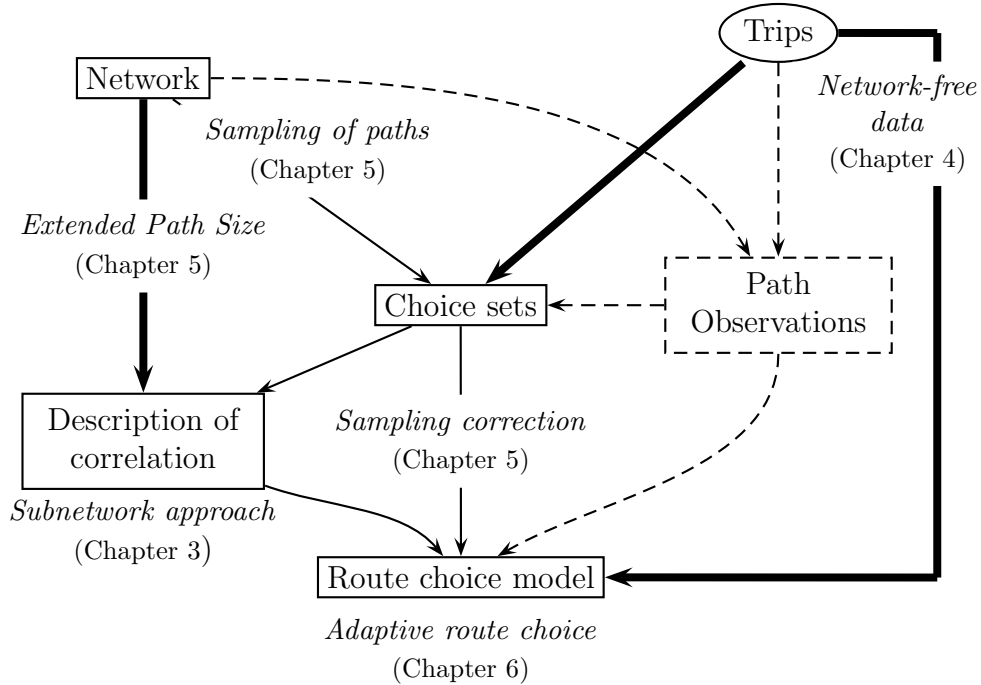 Trips
Network
Network-free
data
(Chapter 4)
Sampling of paths
(Chapter 5)
Extended Path Size
(Chapter 5)
Path
Observations
Choice sets
Description of
correlation
Sampling correction
(Chapter 5)
Subnetwork approach
(Chapter 3)
Route choice model
Adaptive route choice
(Chapter 6)